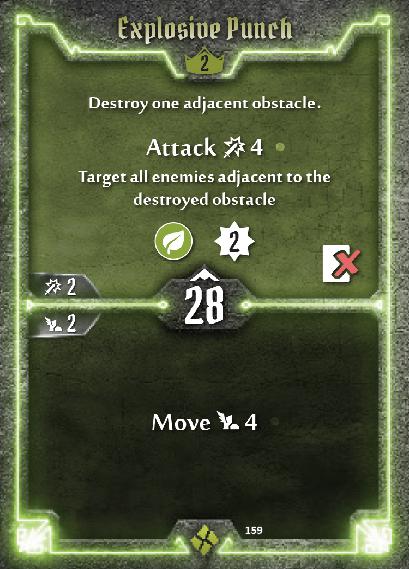 Explosive Punch
2
Destroy one adjacent obstacle.
Attack 4
Target all enemies adjacent to the
destroyed obstacle
2
2
28
2
Move 4
159